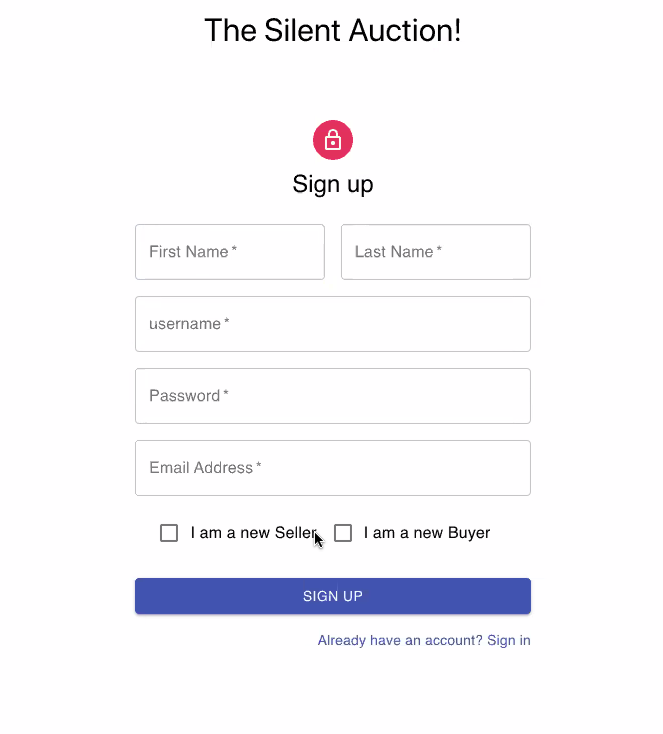 The Silent Auction!
Sign up
First Name * Last Name *
username *
Password *
Email Address *
I am a new Seller I am a new Buyer
SIGN UP
Already have an account? Sign in